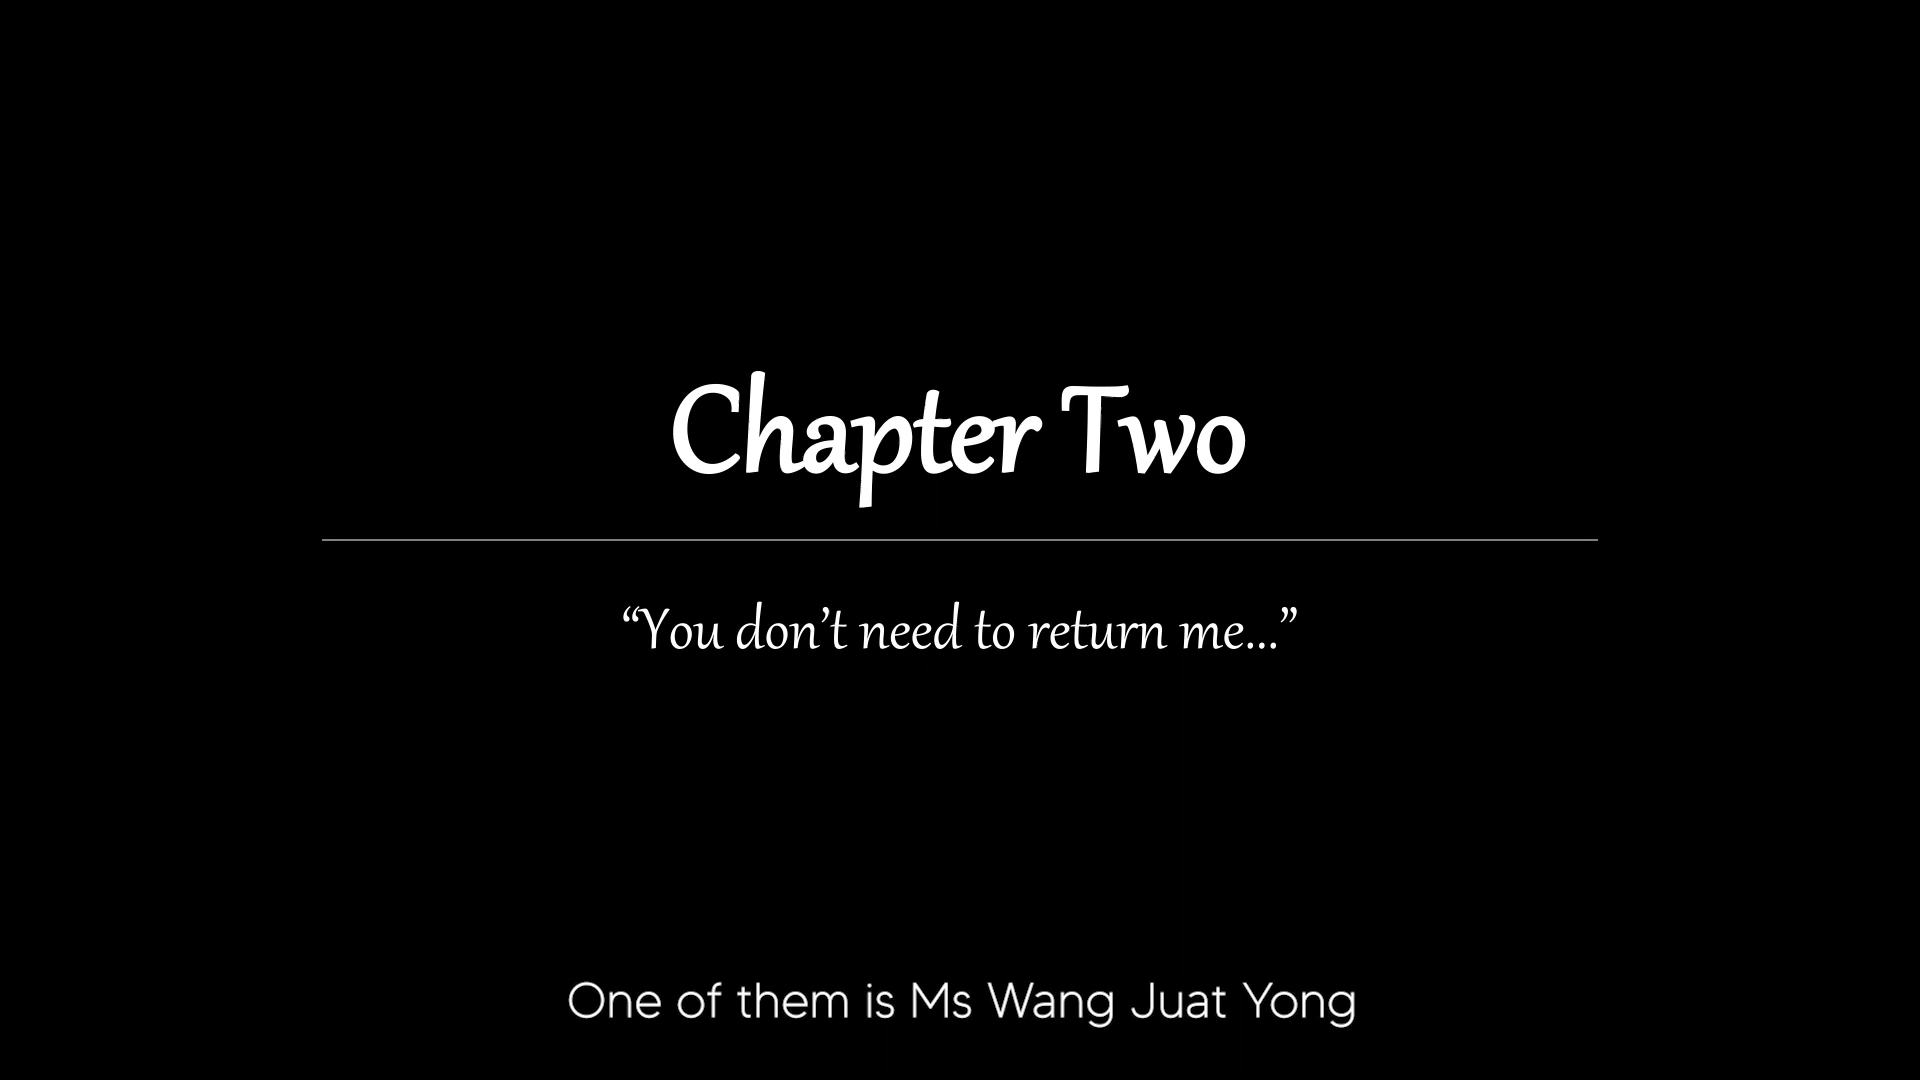 Chapter Two
“You don’t need to return me...”
One of them is Ms Wang Juat Yong